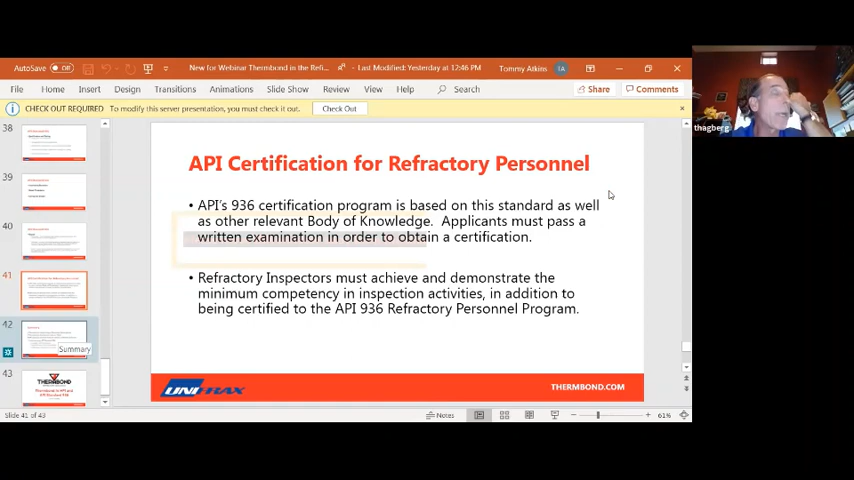 AutoSave Off
New for Webinar Thermbond in the Refi... - Last Modified: Yesterday at 12:46 PM
Tommy Atkins TA
File Home Insert Design Transitions Animations Slide Show Review View Help Search Share Comments
CHECK OUT REQUIRED To modify this server presentation, you must check it out. Check Out
thagberg
38
39
40
41
42
Summary
43
THERMBOND
API Certification for Refractory Personnel
• API's 936 certification program is based on this standard as well
as other relevant Body of Knowledge. Applicants must pass a
written examination in order to obtain a certification.
• Refractory Inspectors must achieve and demonstrate the
minimum competency in inspection activities, in addition to
being certified to the API 936 Refractory Personnel Program.
UNIFRAX
THERMBOND.COM
Slide 41 of 43
Notes
61%